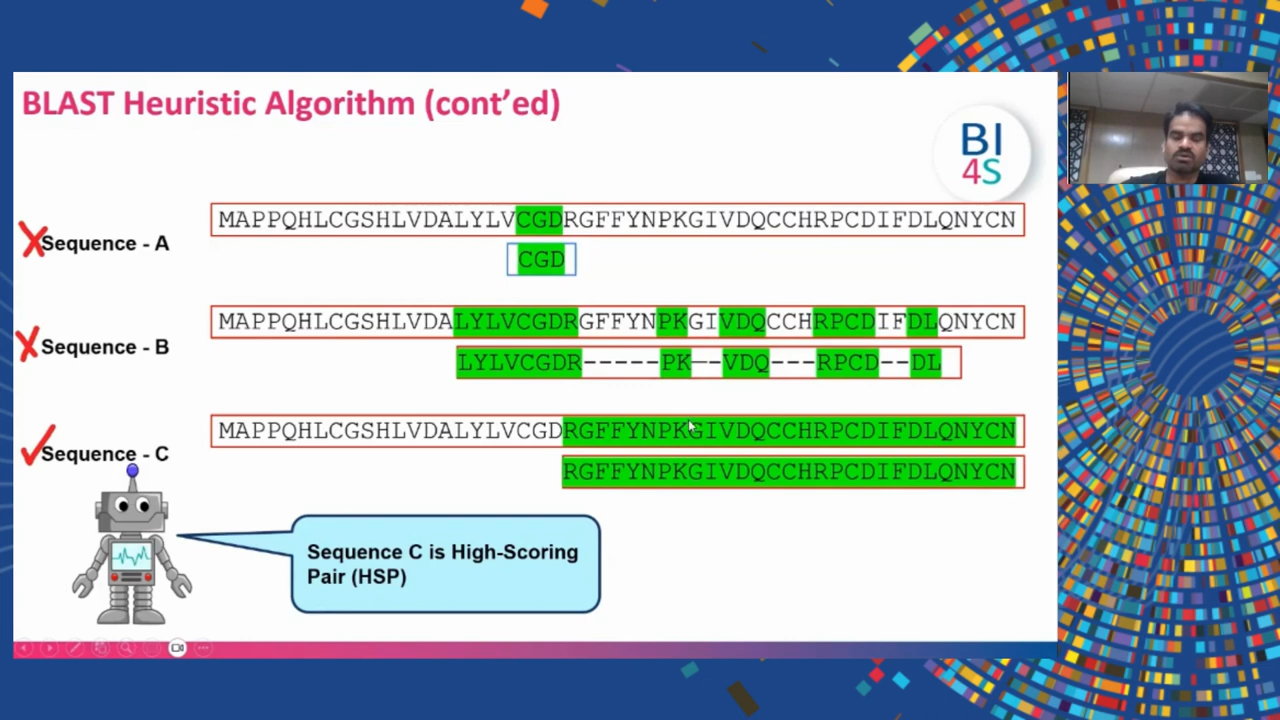 BLAST Heuristic Algorithm (cont'ed)
BI
4S
MAPPQHLCGSHLVDALYLVCGDRGFFYNPKGIVDQCCHRPCDIFDLQNYCN
Sequence - A
CGD
MAPPQHLCGSHLVDALYLVCGDRGFFYNPKGIVDQCCHRPCDIFDLQNYCN
Sequence - B
LYLVCGDR-----PK--VDQ---RPCD--DL
MAPPQHLCGSHLVDALYLVCGDRGFFYNPKGIVDQCCHRPCDIFDLQNYCN
Sequence - C
RGFFYNPKGIVDQCCHRPCDIFDLQNYCN
Sequence C is High-Scoring
Pair (HSP)